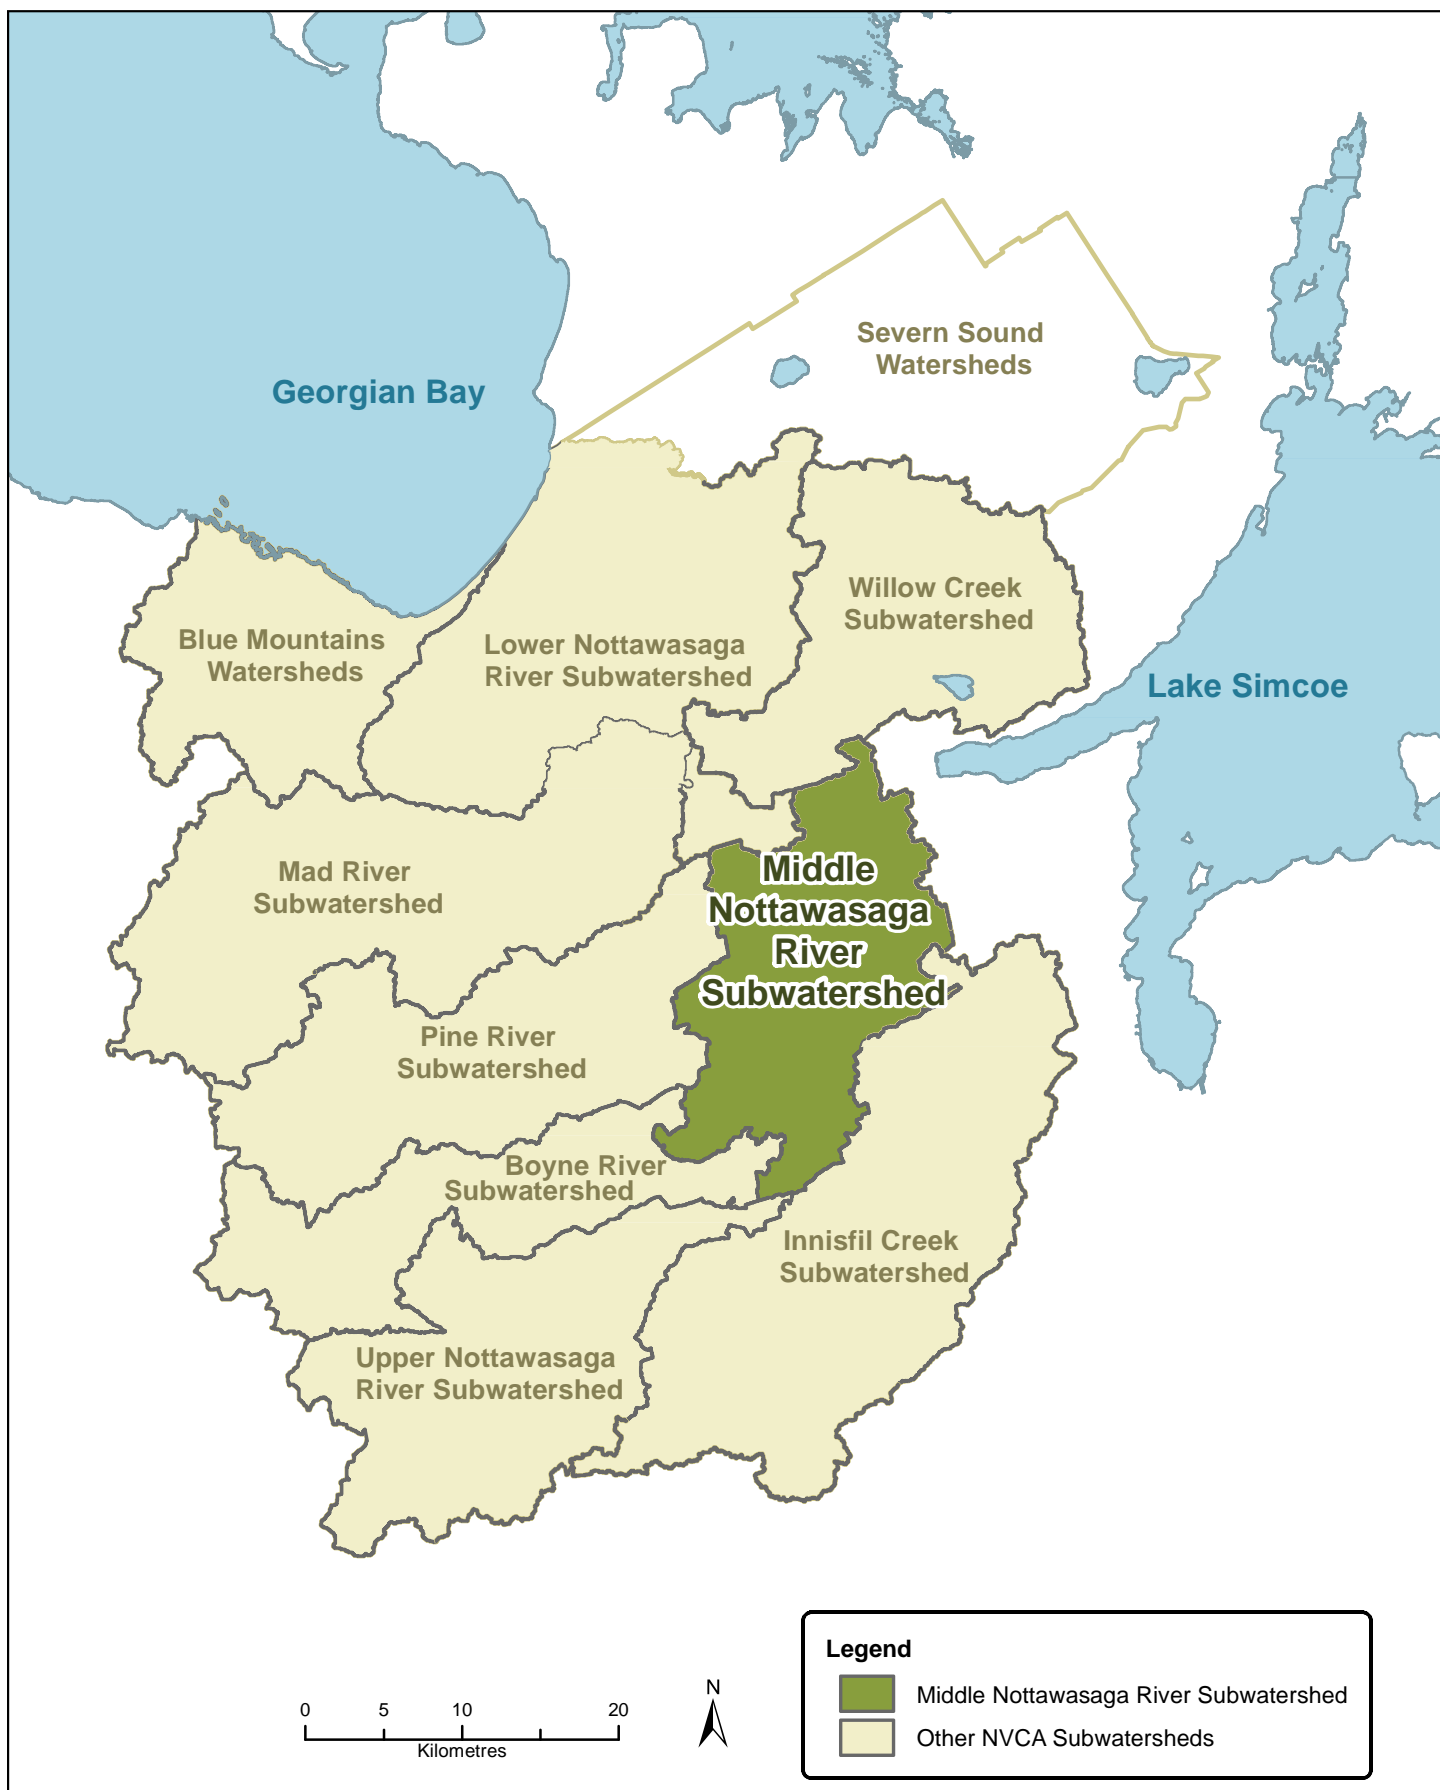 Severn Sound
Watersheds
Georgian Bay
Willow Creek
Subwatershed
Blue Mountains
Watersheds
Lower Nottawasaga
River Subwatershed
Lake Simcoe
Mad River
Subwatershed
Middle
Nottawasaga
River
Subwatershed
Pine River
Subwatershed
Boyne River
Subwatershed
Innisfil Creek
Subwatershed
Upper Nottawasaga
River Subwatershed
Legend
Middle Nottawasaga River Subwatershed
Other NVCA Subwatersheds
N
0 5 10 20
Kilometres